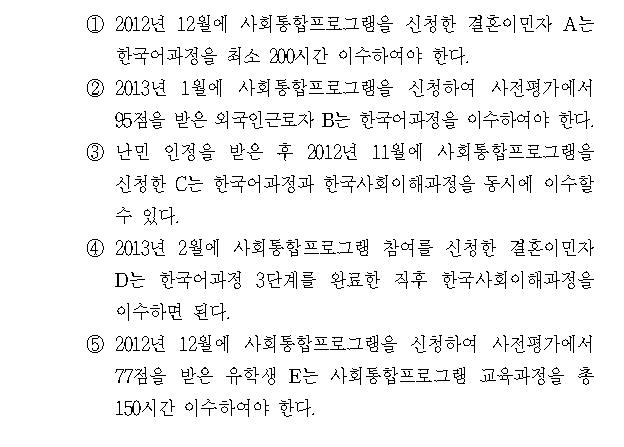 ① 2012년 12월에 사회통합프로그램을 신청한 결혼이민자 A는
한국어과정을 최소 200시간 이수하여야 한다.
② 2013년 1월에 사회통합프로그램을 신청하여 사전평가에서
95점을 받은 외국인근로자 B는 한국어과정을 이수하여야 한다.
③ 난민 인정을 받은 후 2012년 11월에 사회통합프로그램을
신청한 C는 한국어과정과 한국사회이해과정을 동시에 이수할
수 있다.
④ 2013년 2월에 사회통합프로그램 참여를 신청한 결혼이민자
D는 한국어과정 3단계를 완료한 직후 한국사회이해과정을
이수하면 된다.
⑤ 2012년 12월에 사회통합프로그램을 신청하여 사전평가에서
77점을 받은 유학생 E는 사회통합프로그램 교육과정을 총
150시간 이수하여야 한다.